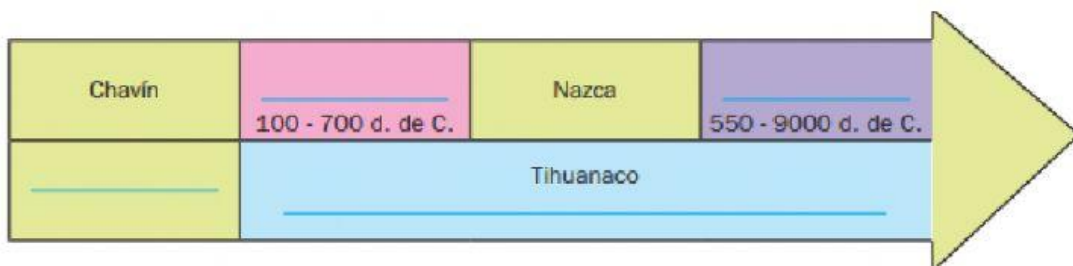 Chavín
Nazca
100 - 700 d. de C.
550 - 9000 d. de C.
Tihuanaco